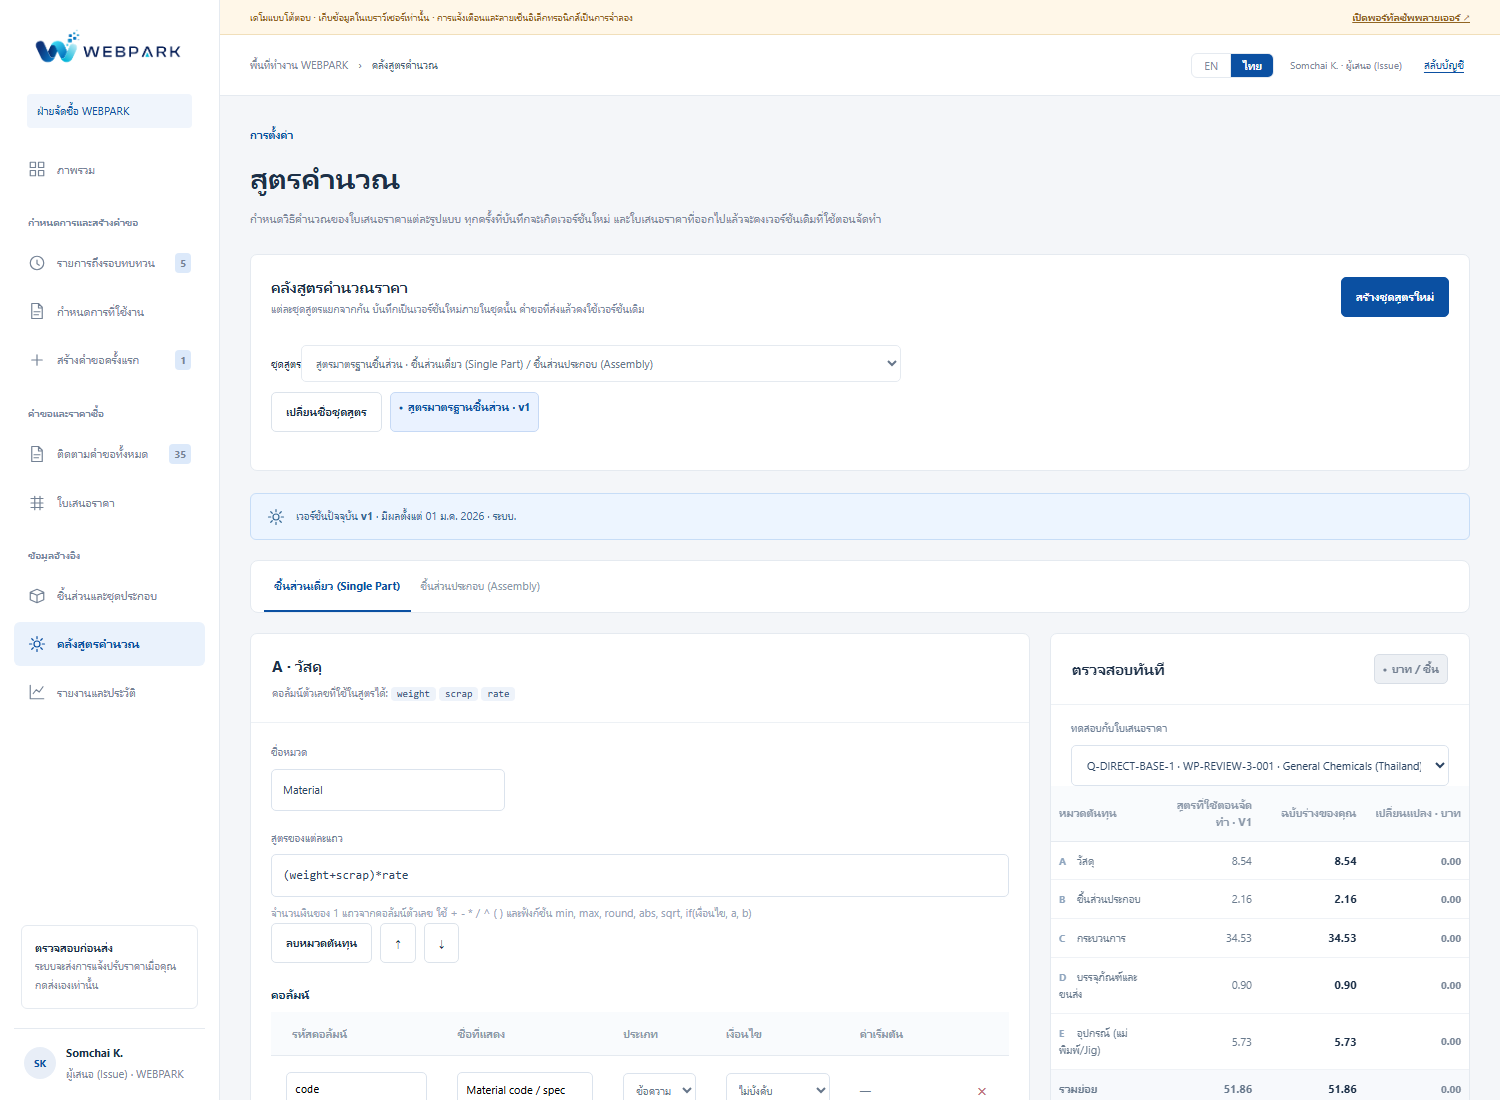 เดโมแบบโต้ตอบ · เก็บข้อมูลในเบราว์เซอร์เท่านั้น · การแจ้งเตือนและลายเซ็นอิเล็กทรอนิกส์เป็นการจำลอง
เปิดพอร์ทัลซัพพลายเออร์ ↗
WEBPARK
พื้นที่ทำงาน WEBPARK › คลังสูตรคำนวณ
EN ไทย
Somchai K. · ผู้เสนอ (Issue)
สลับบัญชี
ฝ่ายจัดซื้อ WEBPARK
ภาพรวม
กำหนดการและสร้างคำขอ
รายการถึงรอบทบทวน 5
กำหนดการที่ใช้งาน
สร้างคำขอครั้งแรก 1
คำขอและราคาซื้อ
ติดตามคำขอทั้งหมด 35
ใบเสนอราคา
ข้อมูลอ้างอิง
ชิ้นส่วนและชุดประกอบ
คลังสูตรคำนวณ
รายงานและประวัติ
ตรวจสอบก่อนส่ง
ระบบจะส่งการแจ้งปรับราคาเมื่อคุณ
กดส่งเองเท่านั้น
SK
Somchai K.
ผู้เสนอ (Issue) · WEBPARK
การตั้งค่า
สูตรคำนวณ
กำหนดวิธีคำนวณของใบเสนอราคาแต่ละรูปแบบ ทุกครั้งที่บันทึกจะเกิดเวอร์ชันใหม่ และใบเสนอราคาที่ออกไปแล้วจะคงเวอร์ชันเดิมที่ใช้ตอนจัดทำ
คลังสูตรคำนวณราคา
แต่ละชุดสูตรแยกจากกัน บันทึกเป็นเวอร์ชันใหม่ภายในชุดนั้น คำขอที่ส่งแล้วคงใช้เวอร์ชันเดิม
สร้างชุดสูตรใหม่
ชุดสูตร
สูตรมาตรฐานชิ้นส่วน · ชิ้นส่วนเดียว (Single Part) / ชิ้นส่วนประกอบ (Assembly)
เปลี่ยนชื่อชุดสูตร
• สูตรมาตรฐานชิ้นส่วน · v1
เวอร์ชันปัจจุบัน v1 · มีผลตั้งแต่ 01 ม.ค. 2026 · ระบบ.
ชิ้นส่วนเดียว (Single Part)
ชิ้นส่วนประกอบ (Assembly)
A · วัสดุ
คอลัมน์ตัวเลขที่ใช้ในสูตรได้: weight scrap rate
ชื่อหมวด
Material
สูตรของแต่ละแถว
(weight+scrap)*rate
จำนวนเงินของ 1 แถวจากคอลัมน์ตัวเลข ใช้ + - * / ^ ( ) และฟังก์ชัน min, max, round, abs, sqrt, if(เงื่อนไข, a, b)
ลบหมวดต้นทุน ↑ ↓
คอลัมน์
รหัสคอลัมน์ ชื่อที่แสดง ประเภท เงื่อนไข ค่าเริ่มต้น
code Material code / spec ข้อความ ไม่บังคับ — ×
ตรวจสอบทันที
• บาท / ชิ้น
ทดสอบกับใบเสนอราคา
Q-DIRECT-BASE-1 · WP-REVIEW-3-001 · General Chemicals (Thailand)
หมวดต้นทุน สูตรที่ใช้ตอนจัด ฉบับร่างของคุณ เปลี่ยนแปลง · บาท
ทำ · V1
A วัสดุ 8.54 8.54 0.00
B ชิ้นส่วนประกอบ 2.16 2.16 0.00
C กระบวนการ 34.53 34.53 0.00
D บรรจุภัณฑ์และ
ขนส่ง 0.90 0.90 0.00
E อุปกรณ์ (แม่
พิมพ์/Jig) 5.73 5.73 0.00
รวมย่อย 51.86 51.86 0.00